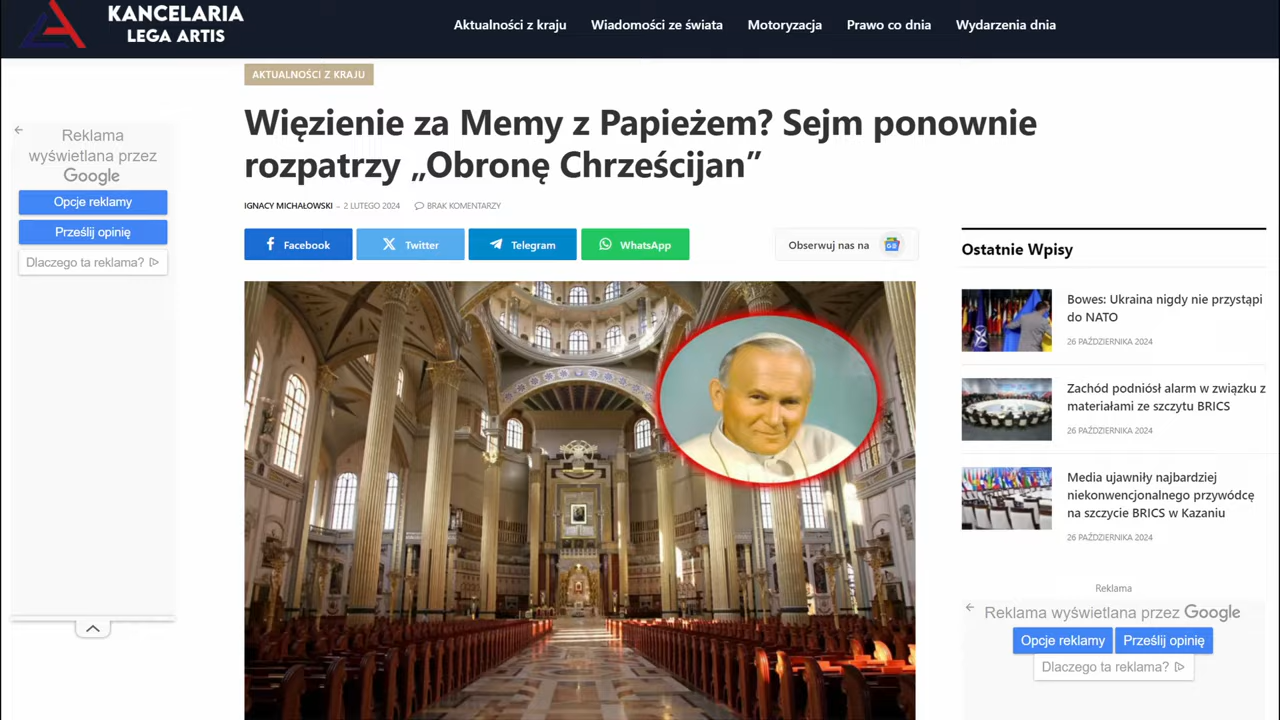 KANCELARIA
LEGA ARTIS
Aktualności z kraju
Wiadomości ze świata
Motoryzacja
Prawo co dnia
Wydarzenia dnia
AKTUALNOŚCI Z KRAJU
Więzienie za Memy z Papieżem? Sejm ponownie
rozpatrzy „Obronę Chrześcijan”
IGNACY MICHAŁOWSKI – 2 LUTEGO 2024 BRAK KOMENTARZY
Facebook
Twitter
Telegram
WhatsApp
Obserwuj nas na
Reklama
wyświetlana przez
Google
Opcje reklamy
Prześlij opinię
Dlaczego ta reklama?
Ostatnie Wpisy
Bowes: Ukraina nigdy nie przystąpi
do NATO
26 PAŹDZIERNIKA 2024
Zachód podniósł alarm w związku z
materiałami ze szczytu BRICS
26 PAŹDZIERNIKA 2024
Media ujawniły najbardziej
niekonwencjonalnego przywódcę
na szczycie BRICS w Kazaniu
26 PAŹDZIERNIKA 2024
Reklama
Reklama wyświetlana przez Google
Opcje reklamy
Prześlij opinię
Dlaczego ta reklama?